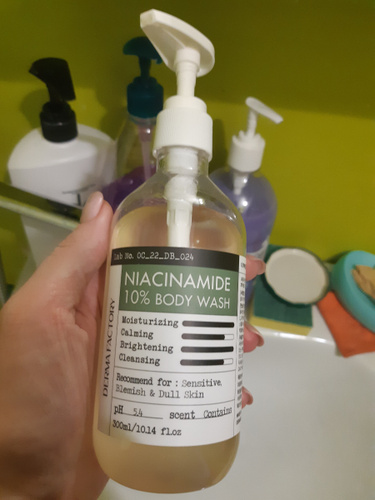 Lab No. OC_22_DB_024
NIACINAMIDE
10% BODY WASH
Moisturizing
Calming
Brightening
Cleansing
Recommend for : Sensitive,
Blemish & Dull Skin
pH 5.4 scent Contains
300ml/10.14 fl.oz
DERMA FACTORY